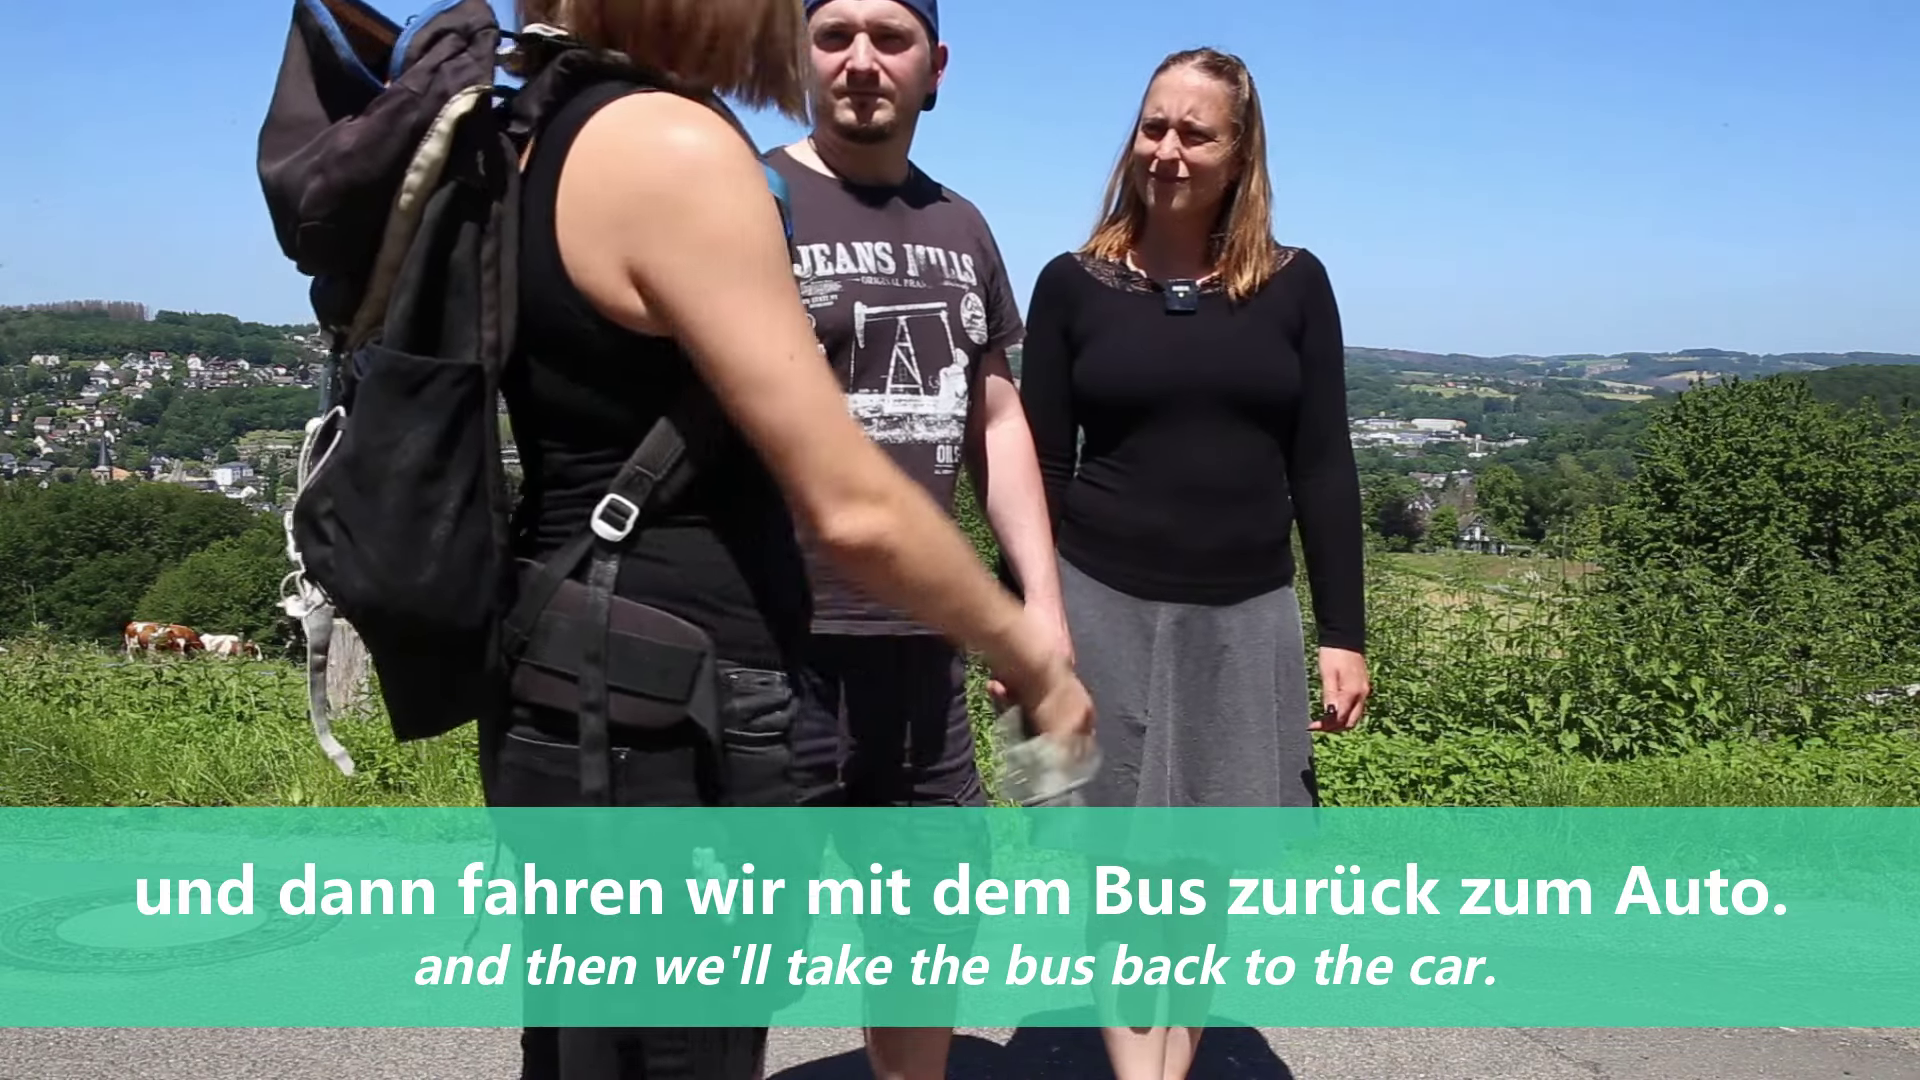 JEANS MILLS
ORIGINAL
und dann fahren wir mit dem Bus zurück zum Auto.
and then we'll take the bus back to the car.